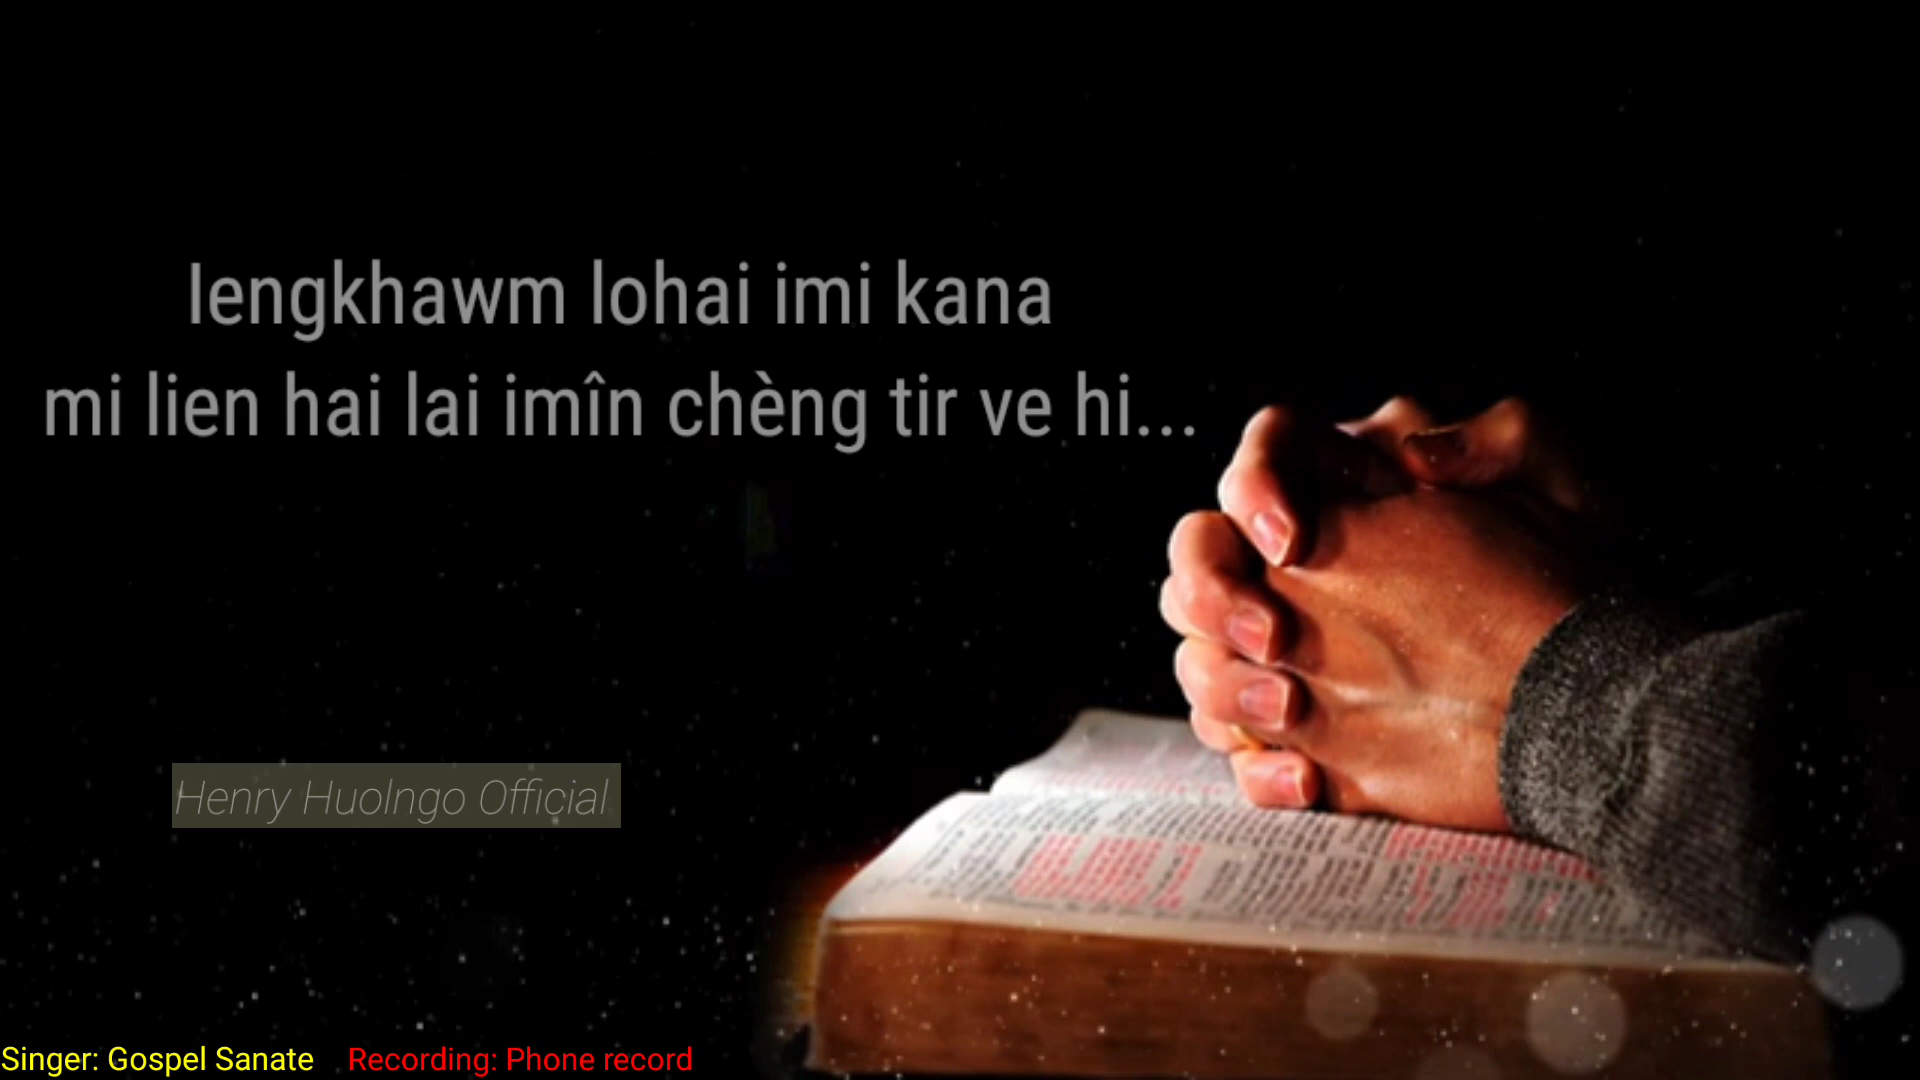 lengkhawm lohai imi kana
mi lien hai lai imîn chèng tir ve hi...
Henry Huolngo Official
Singer: Gospel Sanate Recording: Phone record